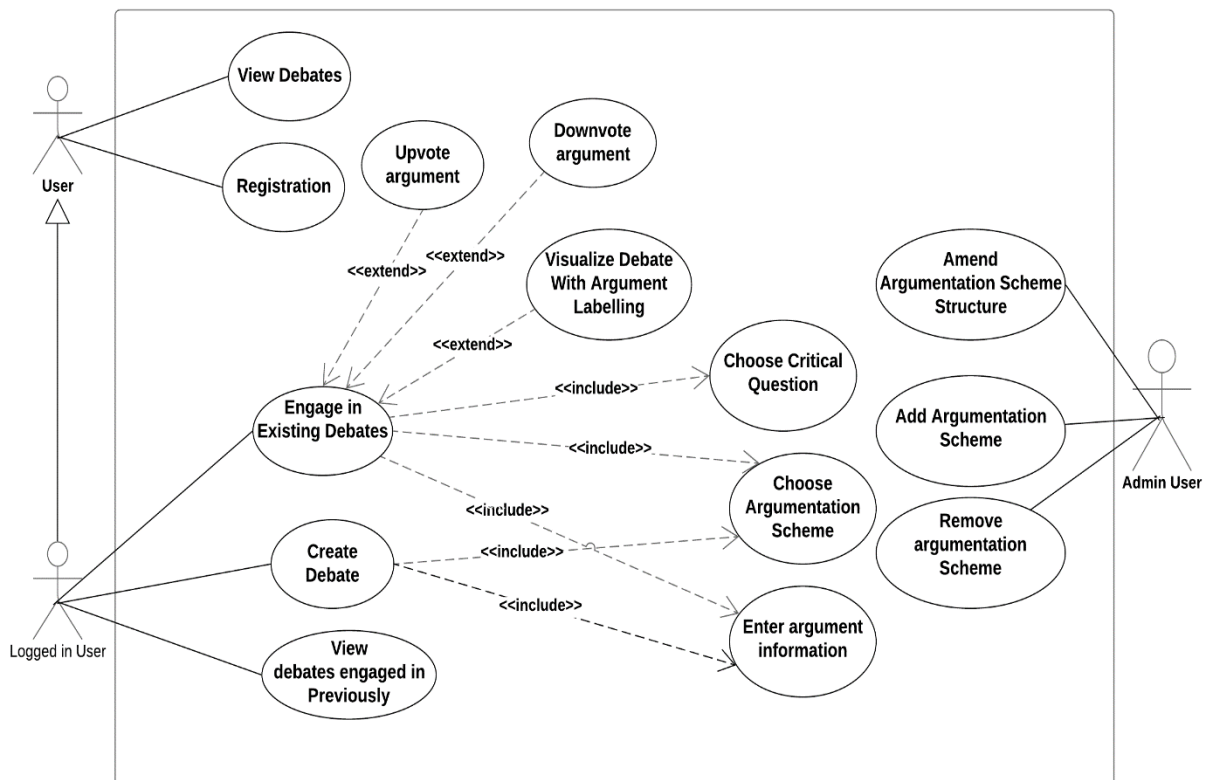 View Debates
Registration
User
Upvote
argument
Downvote
argument
<<extend>>
<<extend>>
Visualize Debate
With Argument
Labelling
<<extend>>
Amend
Argumentation Scheme
Structure
Choose Critical
Question
<<include>>
Engage in
Existing Debates
Add Argumentation
Scheme
<<include>>
Admin User
Choose
Argumentation
Scheme
<<include>>
Remove
argumentation
Scheme
Create
Debate
<<include>>
<<include>>
Enter argument
information
Logged in User
View
debates engaged in
Previously